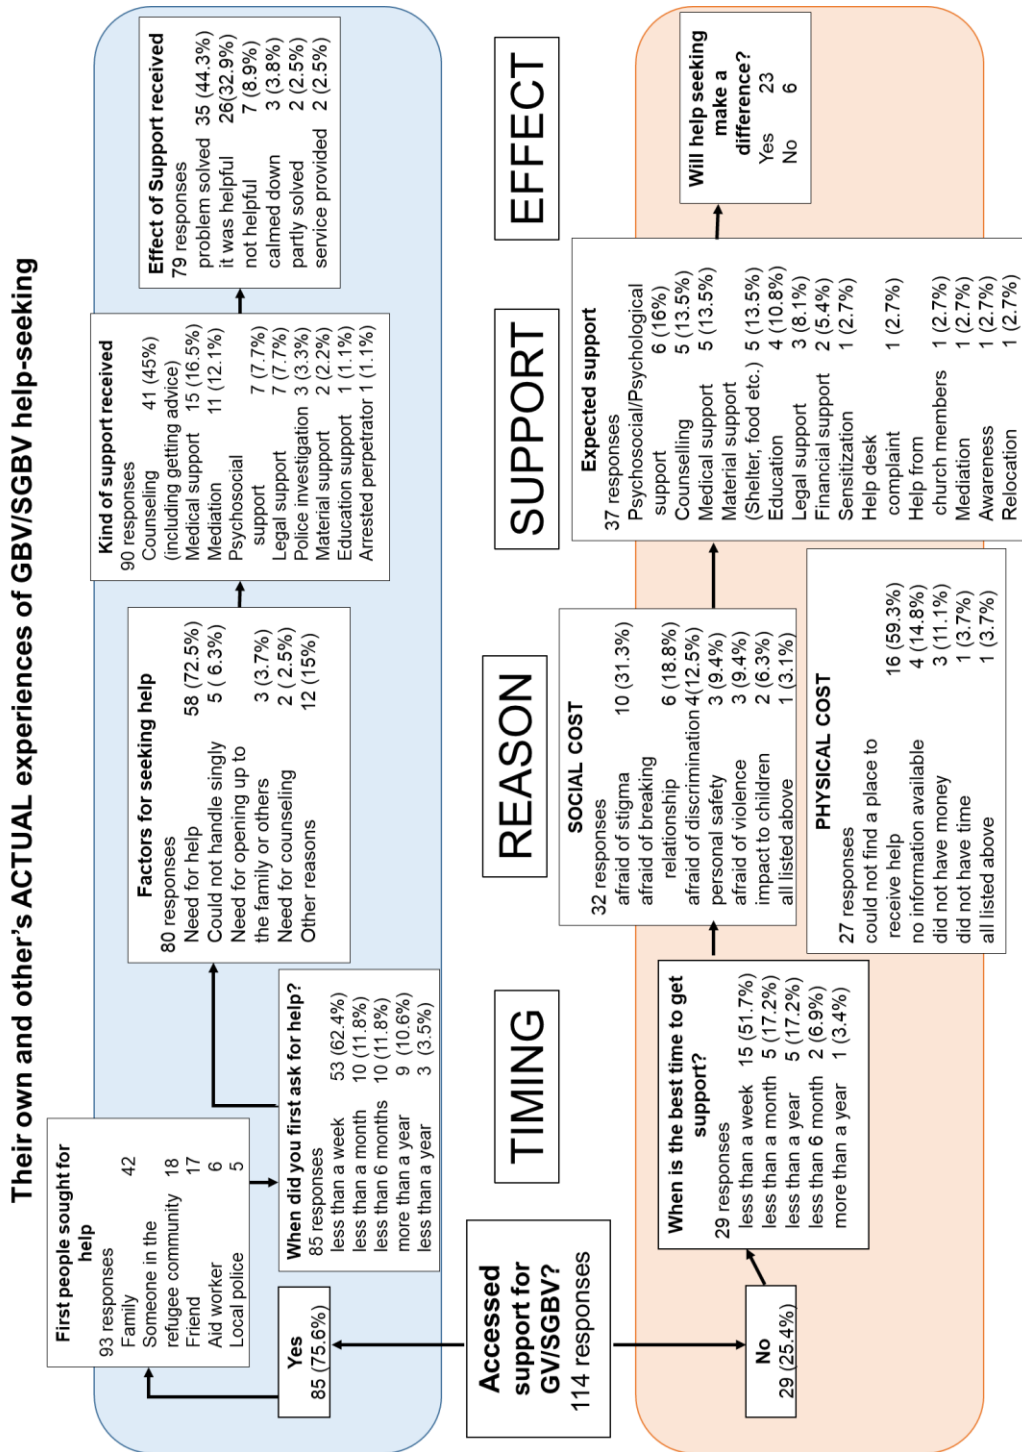 Their own and other's ACTUAL experiences of GBV/SGBV help-seeking
First people sought for
help
93 responses
Family 42
Someone in the
refugee community 18
Friend 17
Aid worker 6
Local police 5
Yes
85 (75.6%)
When did you first ask for help?
85 responses
less than a week 53 (62.4%)
less than a month 10 (11.8%)
less than 6 months 10 (11.8%)
more than a year 9 (10.6%)
less than a year 3 (3.5%)
Factors for seeking help
80 responses
Need for help 58 (72.5%)
Could not handle singly 5 ( 6.3%)
Need for opening up to
the family or others 3 (3.7%)
Need for counseling 2 ( 2.5%)
Other reasons 12 (15%)
Kind of support received
90 responses
Counseling 41 (45%)
(including getting advice)
Medical support 15 (16.5%)
Mediation 11 (12.1%)
Psychosocial
support 7 (7.7%)
Legal support 7 (7.7%)
Police investigation 3 (3.3%)
Material support 2 (2.2%)
Education support 1 (1.1%)
Arrested perpetrator 1 (1.1%)
Effect of Support received
79 responses
problem solved 35 (44.3%)
it was helpful 26(32.9%)
not helpful 7 (8.9%)
calmed down 3 (3.8%)
partly solved 2 (2.5%)
service provided 2 (2.5%)
Accessed
support for
GV/SGBV?
114 responses
TIMING
REASON
SUPPORT
EFFECT
No
29 (25.4%)
When is the best time to get
support?
29 responses
less than a week 15 (51.7%)
less than a month 5 (17.2%)
less than a year 5 (17.2%)
less than 6 month 2 (6.9%)
more than a year 1 (3.4%)
SOCIAL COST
32 responses
afraid of stigma 10 (31.3%)
afraid of breaking
relationship 6 (18.8%)
afraid of discrimination 4(12.5%)
personal safety 3 (9.4%)
afraid of violence 3 (9.4%)
impact to children 2 (6.3%)
all listed above 1 (3.1%)
PHYSICAL COST
27 responses
could not find a place to
receive help 16 (59.3%)
no information available 4 (14.8%)
did not have money 3 (11.1%)
did not have time 1 (3.7%)
all listed above 1 (3.7%)
Expected support
37 responses
Psychosocial/Psychological
support 6 (16%)
Counselling 5 (13.5%)
Medical support 5 (13.5%)
Material support
(Shelter, food etc.) 5 (13.5%)
Education 4 (10.8%)
Legal support 3 (8.1%)
Financial support 2 (5.4%)
Sensitization 1 (2.7%)
Help desk
complaint 1 (2.7%)
Help from
church members 1 (2.7%)
Mediation 1 (2.7%)
Awareness 1 (2.7%)
Relocation 1 (2.7%)
Will help seeking
make a
difference?
Yes 23
No 6